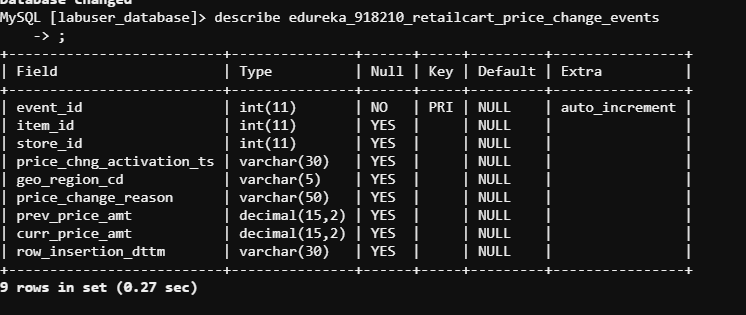 Database changed
MySQL [labuser_database]> describe edureka_918210_retailcart_price_change_events
    -> ;
+--------------------------+---------------+------+-----+---------+----------------+
| Field                    | Type          | Null | Key | Default | Extra          |
+--------------------------+---------------+------+-----+---------+----------------+
| event_id                 | int(11)       | NO   | PRI | NULL    | auto_increment |
| item_id                  | int(11)       | YES  |     | NULL    |                |
| store_id                 | int(11)       | YES  |     | NULL    |                |
| price_chng_activation_ts | varchar(30)   | YES  |     | NULL    |                |
| geo_region_cd            | varchar(5)    | YES  |     | NULL    |                |
| price_change_reason      | varchar(50)   | YES  |     | NULL    |                |
| prev_price_amt           | decimal(15,2) | YES  |     | NULL    |                |
| curr_price_amt           | decimal(15,2) | YES  |     | NULL    |                |
| row_insertion_dttm       | varchar(30)   | YES  |     | NULL    |                |
+--------------------------+---------------+------+-----+---------+----------------+
9 rows in set (0.27 sec)